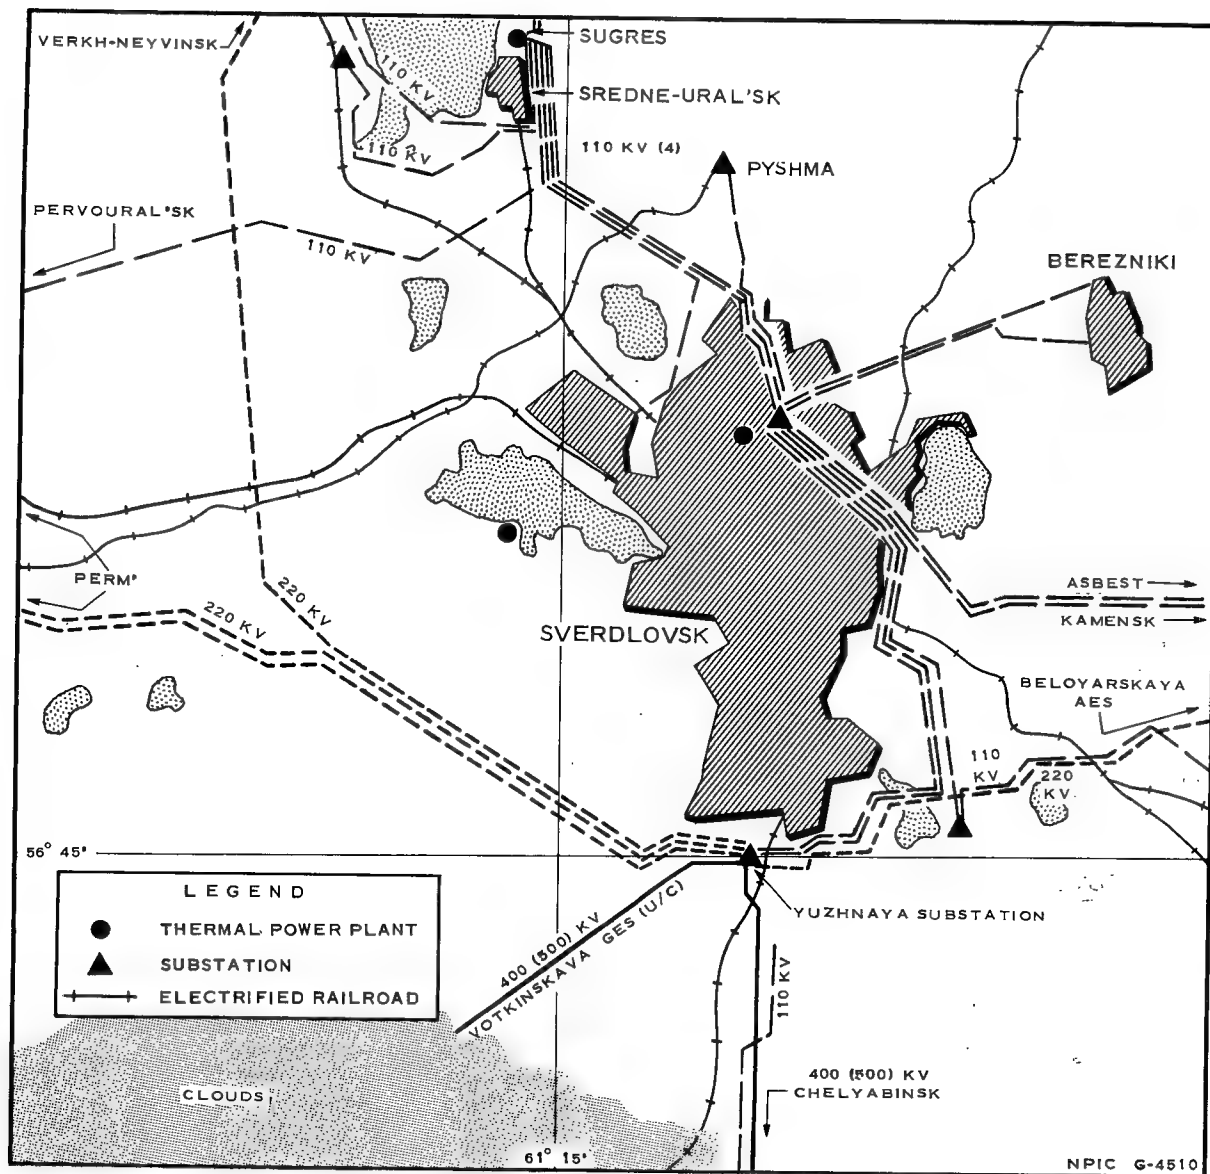 VERKH-NEYVINSK
SUGRES
110 KV
SREDNE-URAL'SK
110 KV
110 KV (4)
PYSHMA
PERVOURAL'SK
110 KV
BEREZNIKI
PERM'
220 KV
220 KV
SVERDLOVSK
ASBEST
KAMENSK
BELOYARSKAYA
AES
110
KV
220
KV
56° 45'
LEGEND
THERMAL POWER PLANT
SUBSTATION
ELECTRIFIED RAILROAD
400 (500) KV
VOTKINSKAVA GES (U/C)
YUZHNAYA SUBSTATION
110 KV
400 (500) KV
CHELYABINSK
CLOUDS
61° 15'
NPIC G-4510